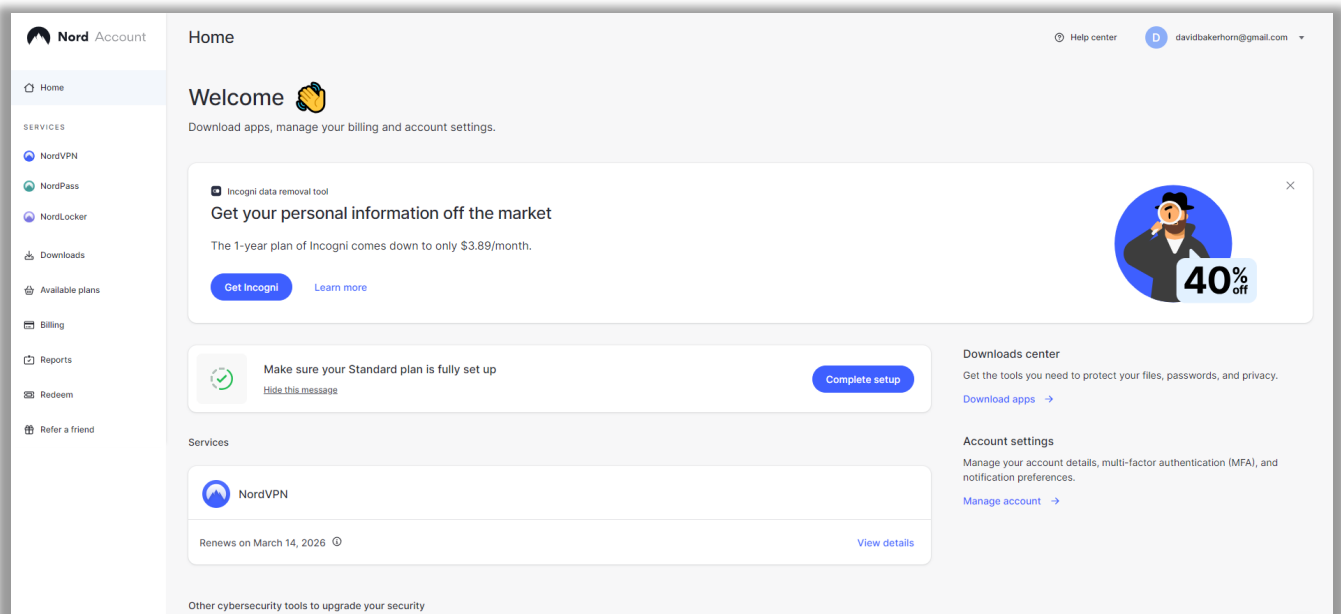 Nord Account
Home
Help center
D
davidbakerhorn@gmail.com
Home
SERVICES
NordVPN
NordPass
NordLocker
Downloads
Available plans
Billing
Reports
Redeem
Refer a friend
Welcome
Download apps, manage your billing and account settings.
Incogni data removal tool
Get your personal information off the market
The 1-year plan of Incogni comes down to only $3.89/month.
Get Incogni
Learn more
40% off
Make sure your Standard plan is fully set up
Hide this message
Complete setup
Services
NordVPN
Renews on March 14, 2026
View details
Other cybersecurity tools to upgrade your security
Downloads center
Get the tools you need to protect your files, passwords, and privacy.
Download apps →
Account settings
Manage your account details, multi-factor authentication (MFA), and
notification preferences.
Manage account →